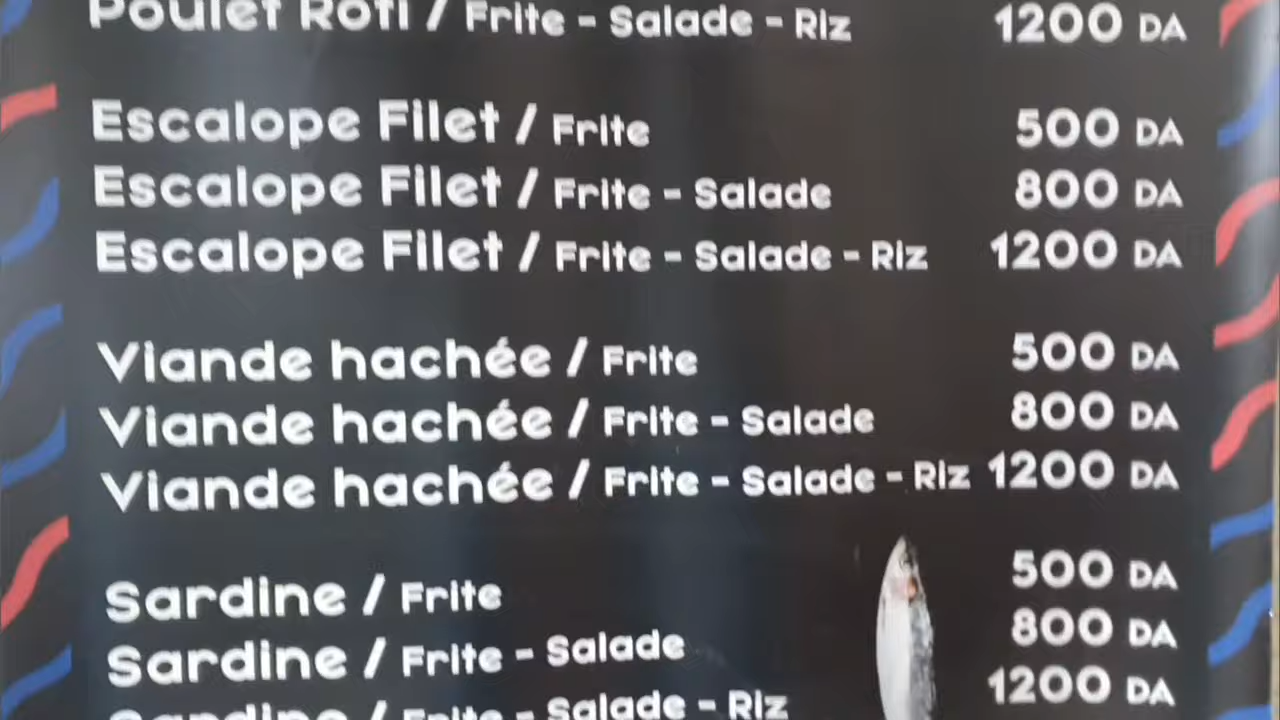 Poulet Roti / Frite - Salade - Riz 1200 DA
Escalope Filet / Frite 500 DA
Escalope Filet / Frite - Salade 800 DA
Escalope Filet / Frite - Salade - Riz 1200 DA
Viande hachée / Frite 500 DA
Viande hachée / Frite - Salade 800 DA
Viande hachée / Frite - Salade - Riz 1200 DA
Sardine / Frite 500 DA
Sardine / Frite - Salade 800 DA
Sardine / Frite - Salade - Riz 1200 DA